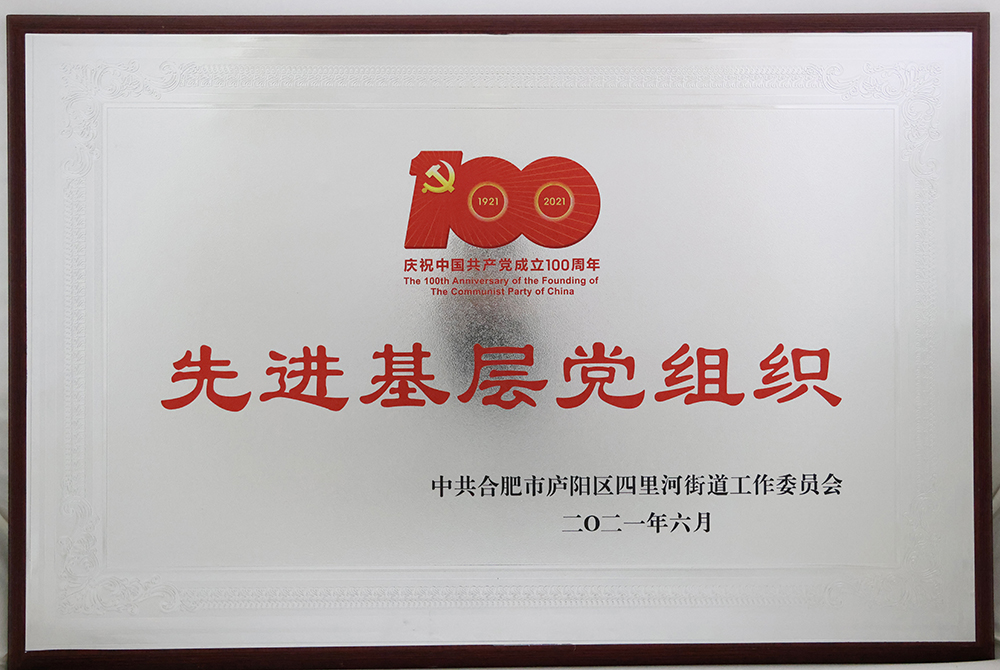 100
1921
2021
庆祝中国共产党成立100周年
The 100th Anniversary of the Founding of
The Communist Party of China
先进基层党组织
中共合肥市庐阳区四里河街道工作委员会
二O二一年六月